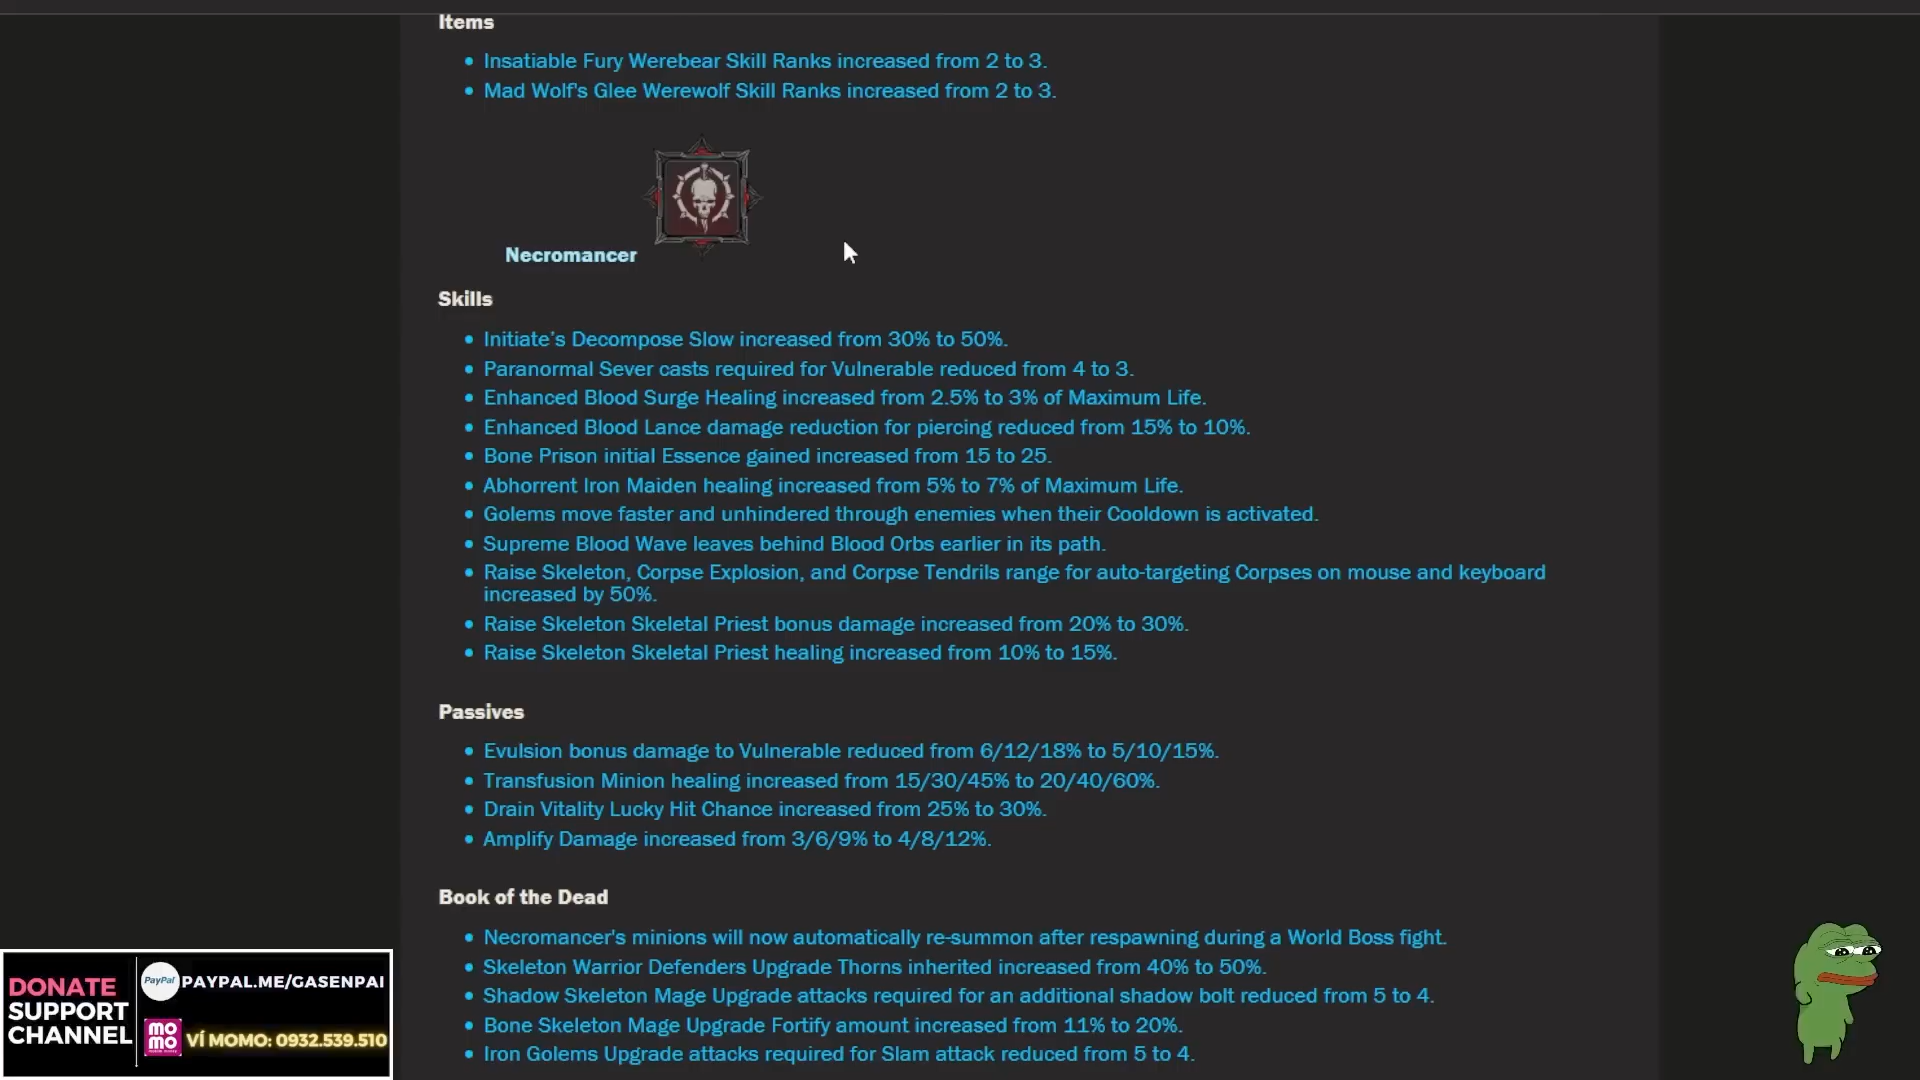 Items
Insatiable Fury Werebear Skill Ranks increased from 2 to 3.
Mad Wolf's Glee Werewolf Skill Ranks increased from 2 to 3.
Necromancer
Skills
Initiate’s Decompose Slow increased from 30% to 50%.
Paranormal Sever casts required for Vulnerable reduced from 4 to 3.
Enhanced Blood Surge Healing increased from 2.5% to 3% of Maximum Life.
Enhanced Blood Lance damage reduction for piercing reduced from 15% to 10%.
Bone Prison initial Essence gained increased from 15 to 25.
Abhorrent Iron Maiden healing increased from 5% to 7% of Maximum Life.
Golems move faster and unhindered through enemies when their Cooldown is activated.
Supreme Blood Wave leaves behind Blood Orbs earlier in its path.
Raise Skeleton, Corpse Explosion, and Corpse Tendrils range for auto-targeting Corpses on mouse and keyboard
increased by 50%.
Raise Skeleton Skeletal Priest bonus damage increased from 20% to 30%.
Raise Skeleton Skeletal Priest healing increased from 10% to 15%.
Passives
Evulsion bonus damage to Vulnerable reduced from 6/12/18% to 5/10/15%.
Transfusion Minion healing increased from 15/30/45% to 20/40/60%.
Drain Vitality Lucky Hit Chance increased from 25% to 30%.
Amplify Damage increased from 3/6/9% to 4/8/12%.
Book of the Dead
Necromancer's minions will now automatically re-summon after respawning during a World Boss fight.
Skeleton Warrior Defenders Upgrade Thorns inherited increased from 40% to 50%.
Shadow Skeleton Mage Upgrade attacks required for an additional shadow bolt reduced from 5 to 4.
Bone Skeleton Mage Upgrade Fortify amount increased from 11% to 20%.
Iron Golems Upgrade attacks required for Slam attack reduced from 5 to 4.
DONATE
SUPPORT
CHANNEL
PayPal
PAYPAL.ME/GASENPAI
mo
mo
VÍ MOMO: 0932.539.510